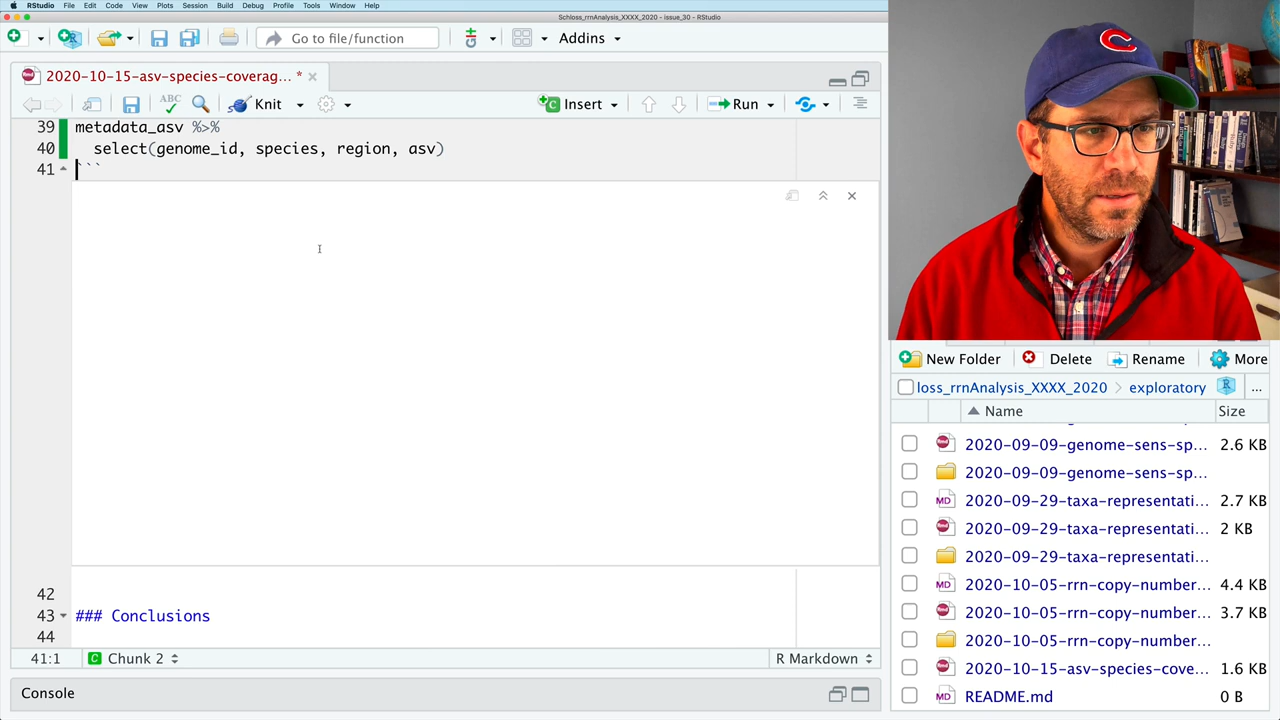 RStudio File Edit Code View Plots Session Build Debug Profile Tools Window Help
Schloss_rrnAnalysis_XXXX_2020 - issue_30 - RStudio
Go to file/function
Addins
2020-10-15-asv-species-coverag... *
ABC
Knit
Insert
Run
39 metadata_asv %>%
40 select(genome_id, species, region, asv)
41 ```
42
43 ### Conclusions
44
41:1
C Chunk 2
R Markdown
Console
C
New Folder
Delete
Rename
More
loss_rrnAnalysis_XXXX_2020 > exploratory
R
...
Name
Size
2020-09-09-genome-sens-sp... 2.6 KB
2020-09-09-genome-sens-sp...
MD 2020-09-29-taxa-representati... 2.7 KB
2020-09-29-taxa-representati... 2 KB
2020-09-29-taxa-representati...
MD 2020-10-05-rrn-copy-number... 4.4 KB
2020-10-05-rrn-copy-number... 3.7 KB
2020-10-05-rrn-copy-number...
2020-10-15-asv-species-cove... 1.6 KB
MD README.md 0 B